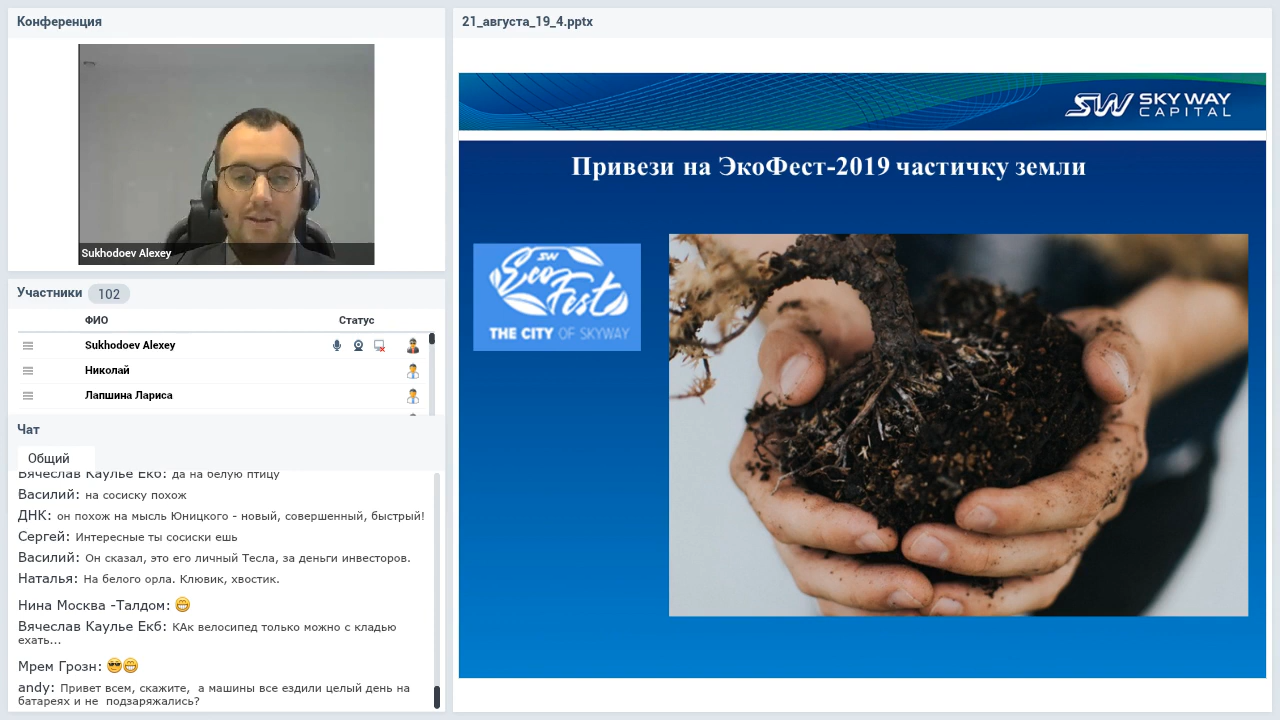 Конференция
Sukhodoev Alexey
Участники 102
ФИО Статус
Sukhodoev Alexey
Николай
Лапшина Лариса
Чат
Общий
Вячеслав Каулье Екб: да на белую птицу
Василий: на сосиску похож
ДНК: он похож на мысль Юницкого - новый, совершенный, быстрый!
Сергей: Интересные ты сосиски ешь
Василий: Он сказал, это его личный Тесла, за деньги инвесторов.
Наталья: На белого орла. Клювик, хвостик.
Нина Москва -Талдом:
Вячеслав Каулье Екб: КАк велосипед только можно с кладью
ехать...
Мрем Грозн:
andy: Привет всем, скажите,  а машины все ездили целый день на
батареях и не  подзаряжались?
21_августа_19_4.pptx
SW SKY WAY
CAPITAL
Привези на ЭкоФест-2019 частичку земли
SW
Eco
Fest
THE CITY OF SKYWAY